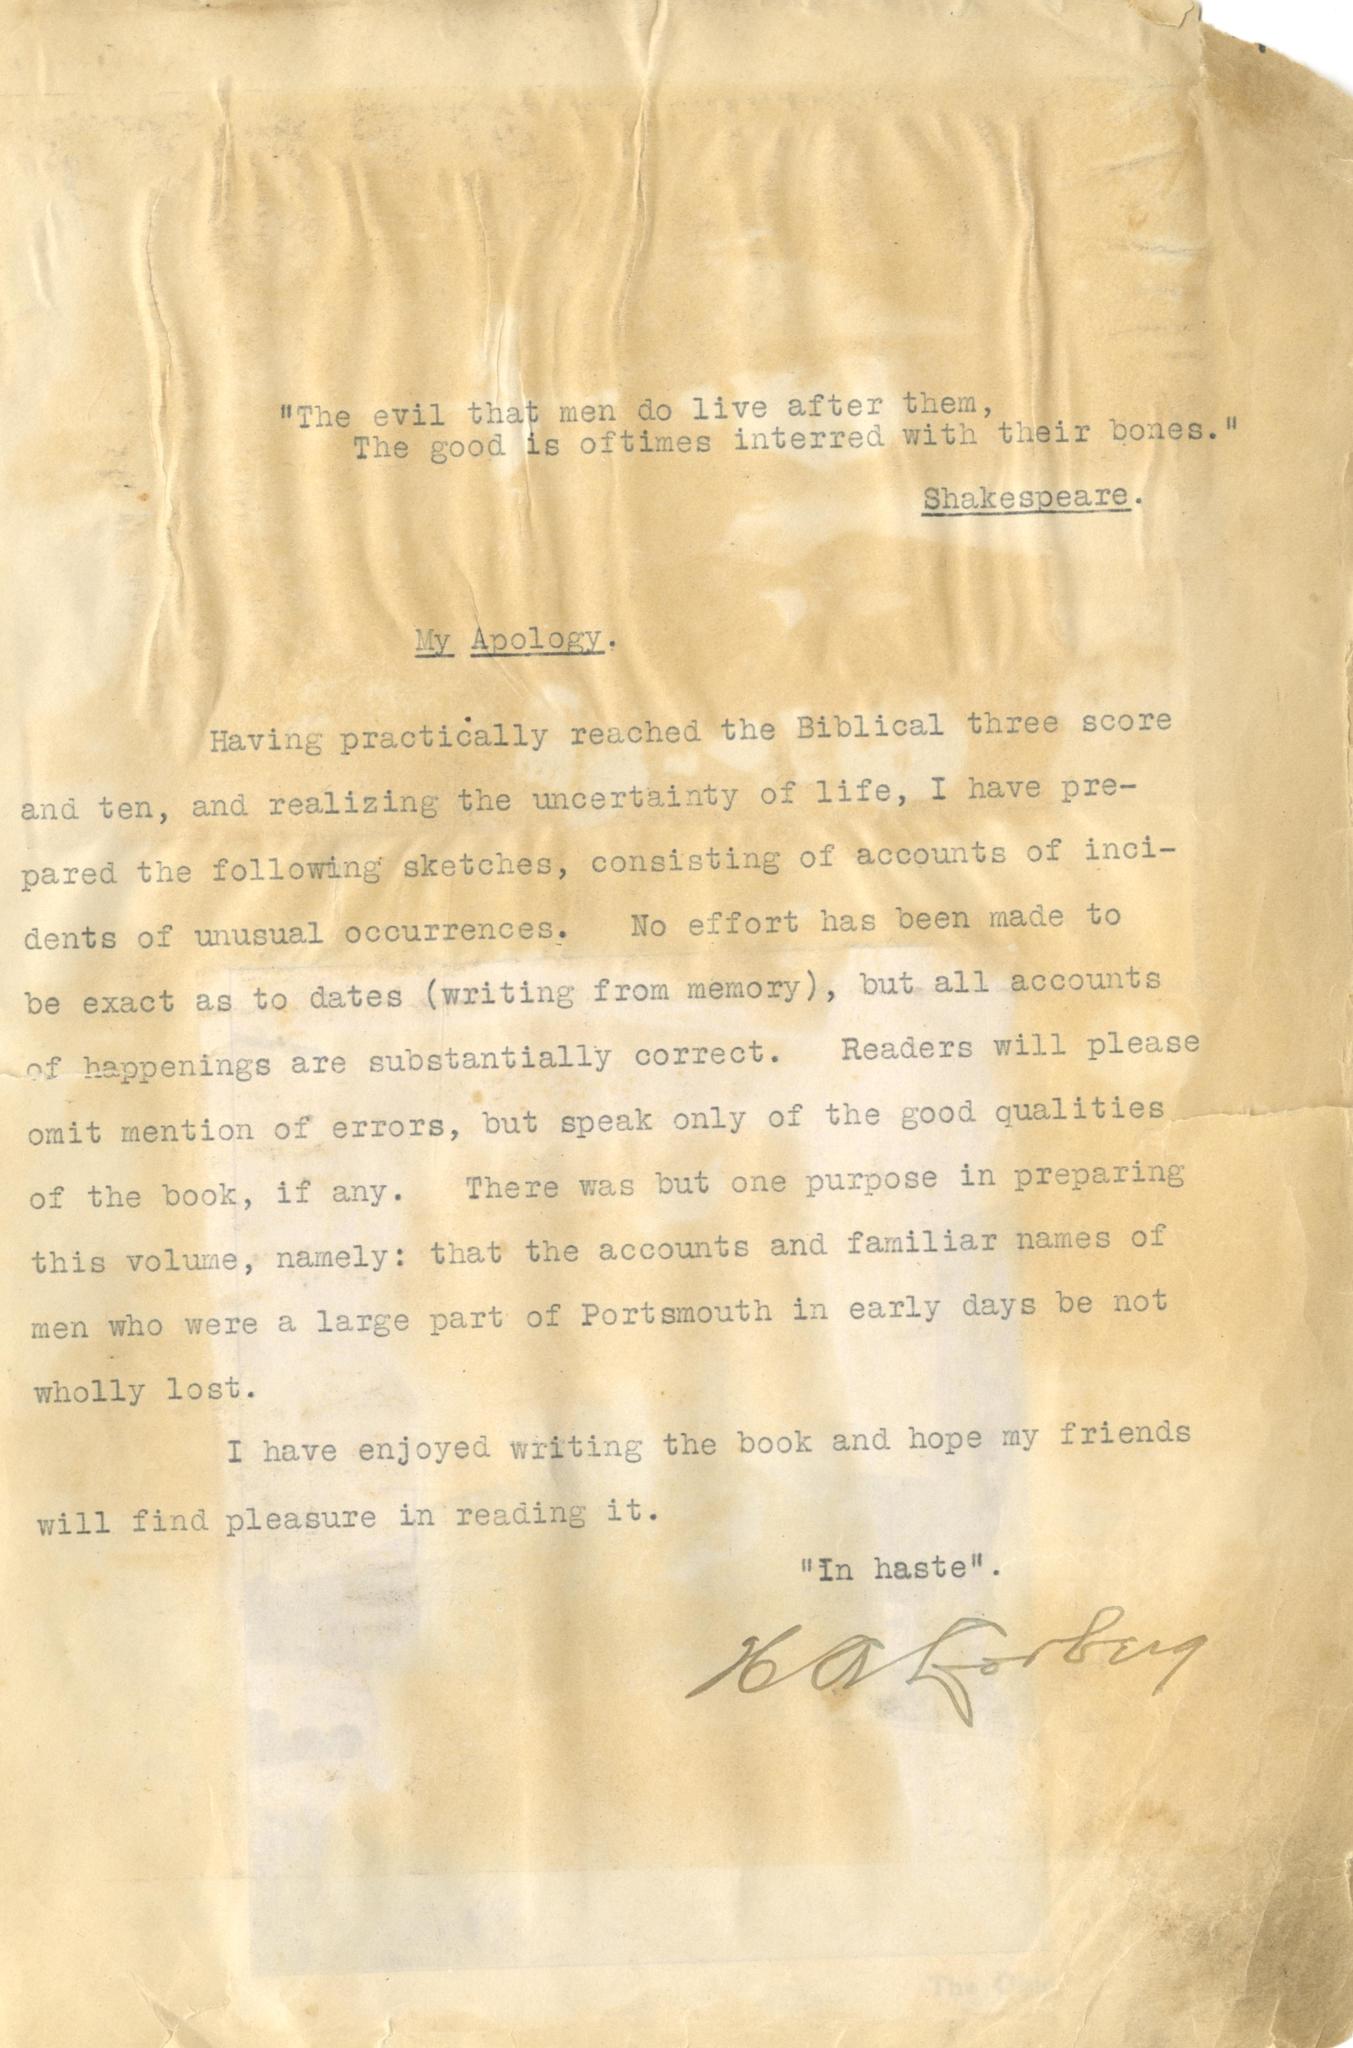 "The evil that men do live after them,
The good is oftimes interred with their bones."
Shakespeare.
My Apology.
Having practically reached the Biblical three score
and ten, and realizing the uncertainty of life, I have pre-
pared the following sketches, consisting of accounts of inci-
dents of unusual occurrences. No effort has been made to
be exact as to dates (writing from memory), but all accounts
of happenings are substantially correct. Readers will please
omit mention of errors, but speak only of the good qualities
of the book, if any. There was but one purpose in preparing
this volume, namely: that the accounts and familiar names of
men who were a large part of Portsmouth in early days be not
wholly lost.
I have enjoyed writing the book and hope my friends
will find pleasure in reading it.
"In haste".
H A Lorberg
The